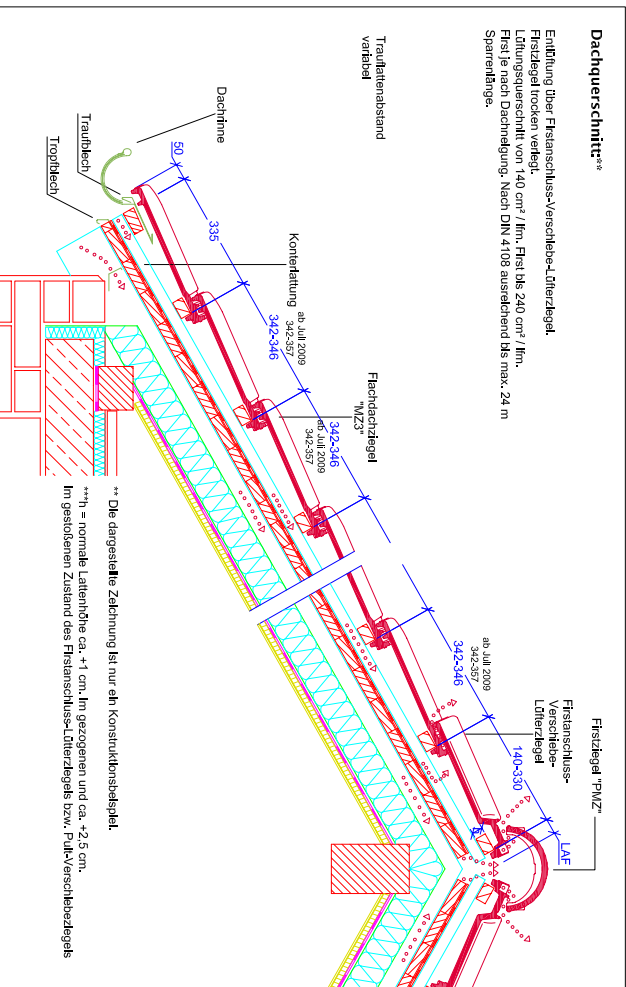 Dachquerschnitt:**
Entlüftung über Firstanschluss-Verschiebe-Lüfterziegel.
Firstziegel trocken verlegt.
Lüftungsquerschnitt von 140 cm² / lfm. First bis 240 cm² / lfm.
First je nach Dachneigung. Nach DIN 4108 ausreichend bis max. 24 m
Sparrenlänge.
Trauflattenabstand
variabel
Dachrinne
Traufblech
Tropfblech
50
335
Konterlattung
ab Juli 2009
342-357
342-346
Flachdachziegel
"MZ3"
342-346
ab Juli 2009
342-357
ab Juli 2009
342-357
342-346
Firstanschluss-
Verschiebe-
Lüfterziegel
140-330
Firstziegel "PMZ"
LAF
** Die dargestellte Zeichnung ist nur ein Konstruktionsbeispiel.
***h = normale Lattenhöhe ca. +1 cm. Im gezogenen und ca. +2,5 cm.
Im gestoßenen Zustand des Firstanschluss-Lüfterziegels bzw. Pult-Verschiebeziegels